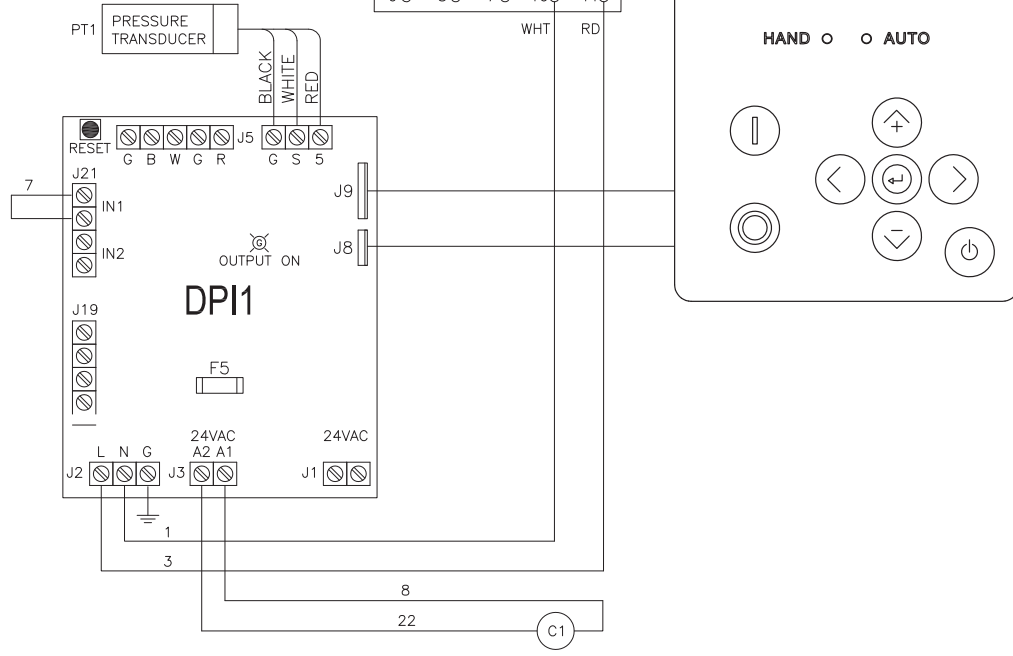 WHT RD
PRESSURE
TRANSDUCER
PT1
HAND AUTO
BLACK
WHITE
RED
RESET
J5
G B W G R
G S 5
J21
7
IN1
IN2
J9
J8
G
OUTPUT ON
DPI1
J19
F5
24VAC
24VAC
L N G
A2 A1
J2
J3
J1
1
3
8
22
C1